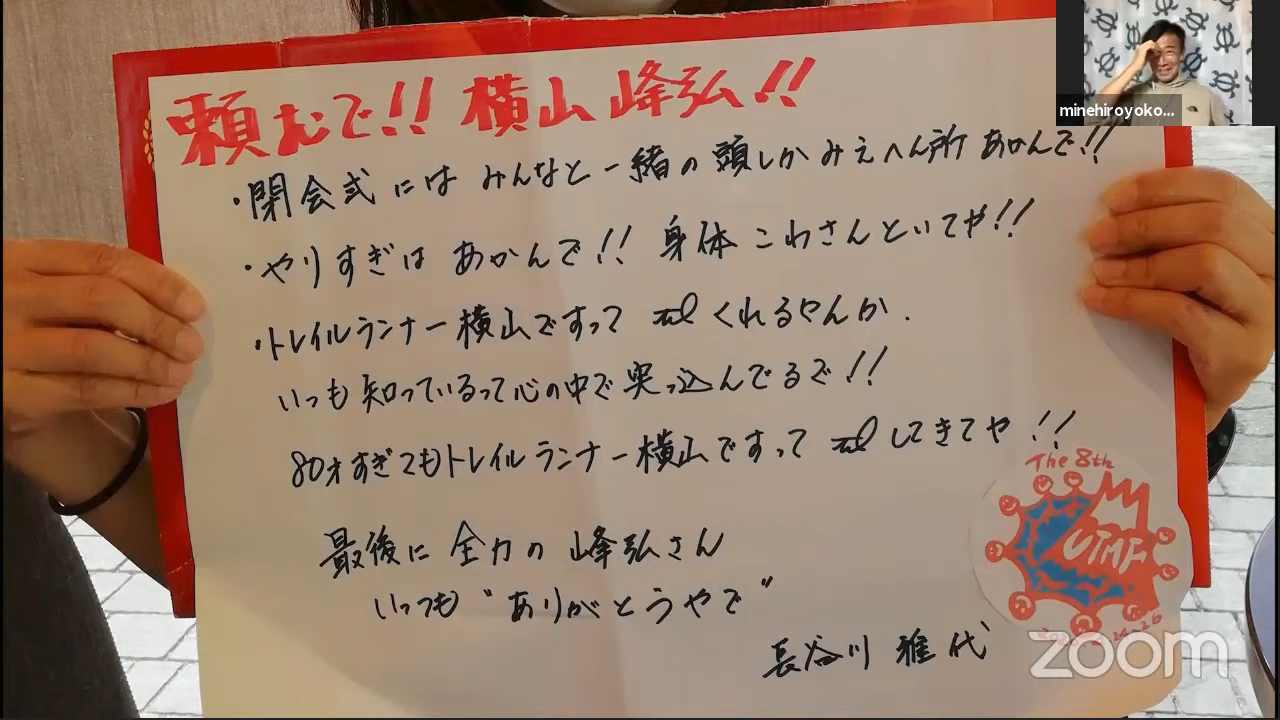 頼むで!! 横山 峰弘!!
・閉会式には みんなと一緒の 頭しかみえへん所 あかんで!!
・やりすぎは あかんで!! 身体 こわさんといてや!!
・トレイルランナー横山ですって TEL くれるやんか.
いつも 知っているって心の中で突っ込んでるで!!
80才すぎてもトレイルランナー横山ですって TEL してきてや!!
最後に 全力の 峰弘さん
いつも "ありがとうやで"
長谷川 雅代
The 8th
UTMF
minehiroyoko...
zoom